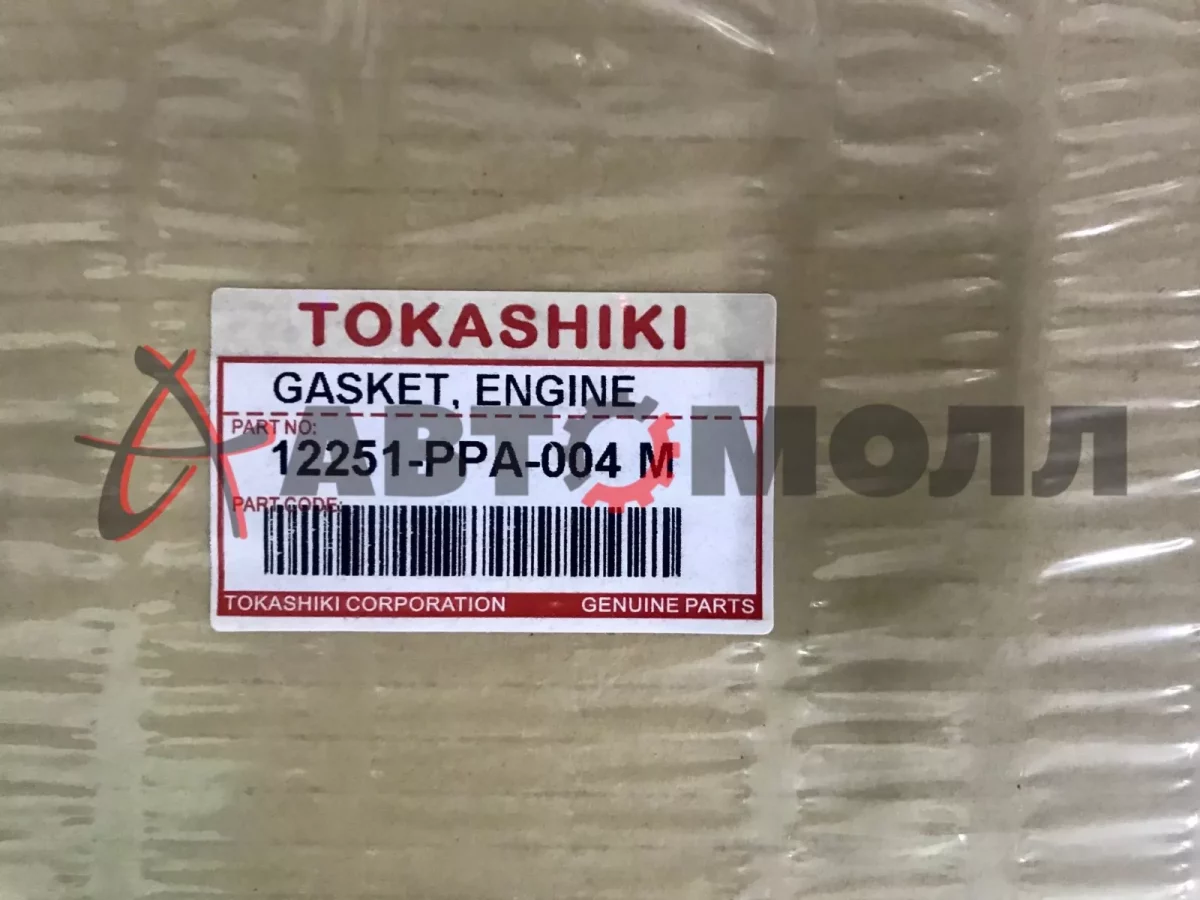 TOKASHIKI
GASKET, ENGINE
PART NO:
12251-PPA-004 M
АВТОМОЛЛ
PART CODE:
TOKASHIKI CORPORATION GENUINE PARTS